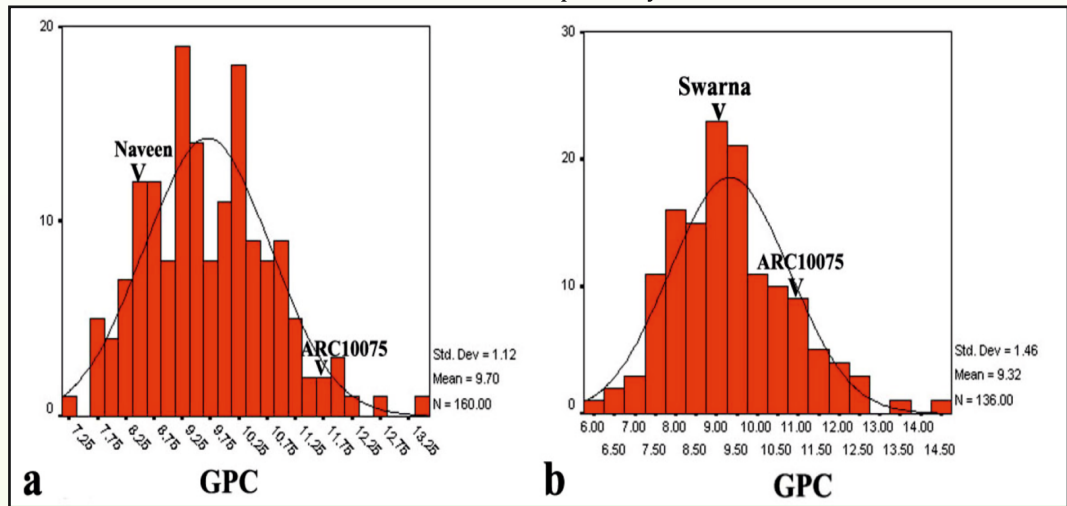 20
10
0
Naveen
V
ARC10075
V
Std. Dev = 1.12
Mean = 9.70
N = 160.00
7.25 7.75 8.25 8.75 9.25 9.75 10.25 10.75 11.25 11.75 12.25 12.75 13.25
a GPC
30
20
10
0
Swarna
V
ARC10075
V
Std. Dev = 1.46
Mean = 9.32
N = 136.00
6.00 7.00 8.00 9.00 10.00 11.00 12.00 13.00 14.00
6.50 7.50 8.50 9.50 10.50 11.50 12.50 13.50 14.50
b GPC